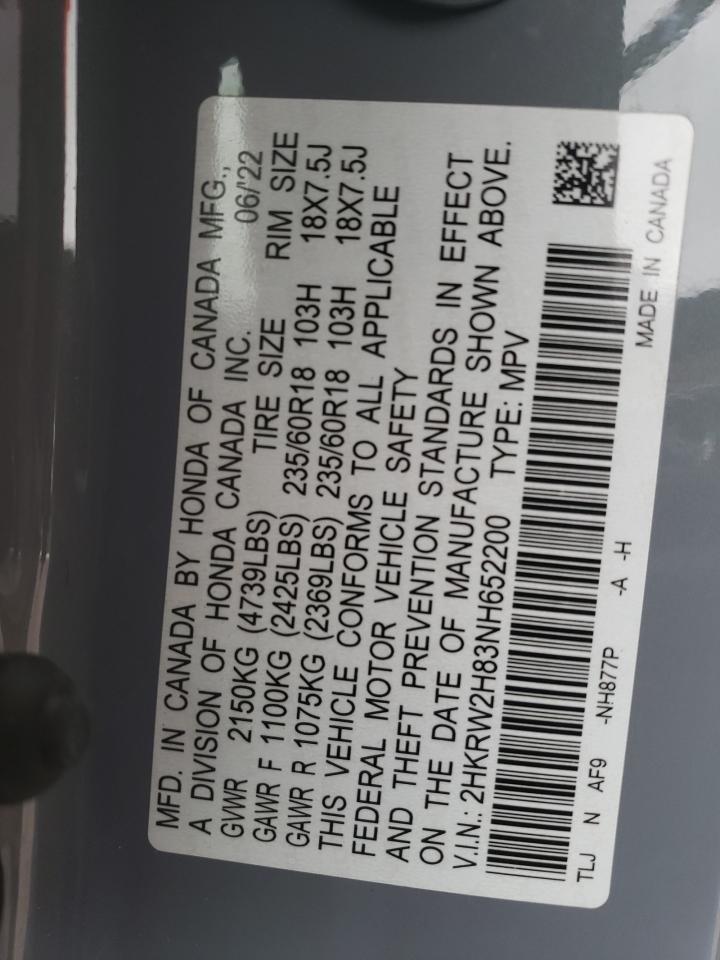 MFD. IN CANADA BY HONDA OF CANADA MFG.,
A DIVISION OF HONDA CANADA INC. 06/'22
GVWR 2150KG (4739LBS) TIRE SIZE RIM SIZE
GAWR F 1100KG (2425LBS) 235/60R18 103H 18X7.5J
GAWR R 1075KG (2369LBS) 235/60R18 103H 18X7.5J
THIS VEHICLE CONFORMS TO ALL APPLICABLE
FEDERAL MOTOR VEHICLE SAFETY
AND THEFT PREVENTION STANDARDS IN EFFECT
ON THE DATE OF MANUFACTURE SHOWN ABOVE.
V.I.N.: 2HKRW2H83NH652200 TYPE: MPV
TLJ N AF9 -NH877P -A -H
MADE IN CANADA